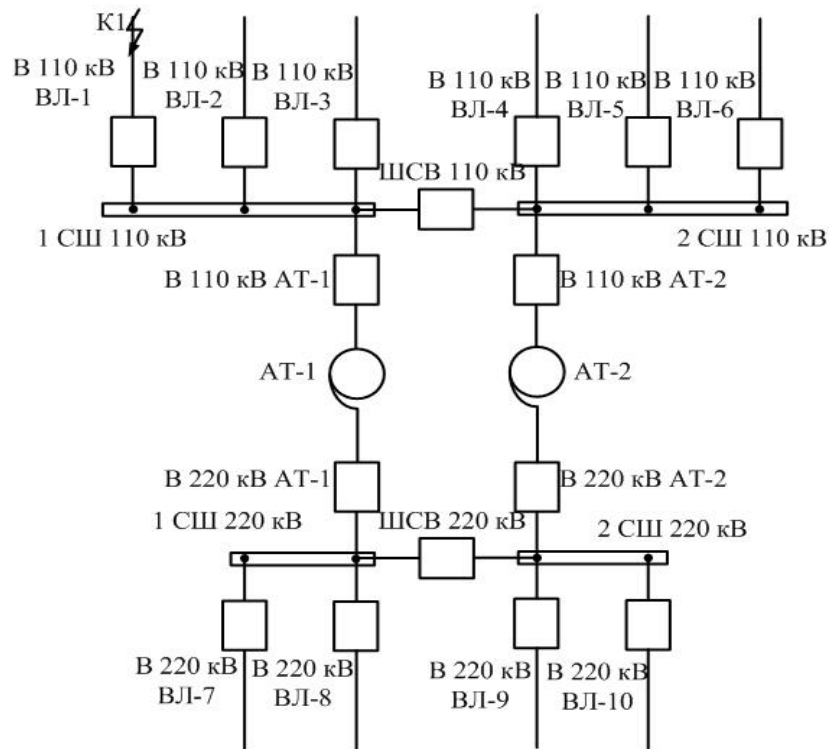 К1
В 110 кВ
ВЛ-1
В 110 кВ
ВЛ-2
В 110 кВ
ВЛ-3
В 110 кВ
ВЛ-4
В 110 кВ
ВЛ-5
В 110 кВ
ВЛ-6
ШСВ 110 кВ
1 СШ 110 кВ
2 СШ 110 кВ
В 110 кВ АТ-1
В 110 кВ АТ-2
АТ-1
АТ-2
В 220 кВ АТ-1
В 220 кВ АТ-2
1 СШ 220 кВ
ШСВ 220 кВ
2 СШ 220 кВ
В 220 кВ
ВЛ-7
В 220 кВ
ВЛ-8
В 220 кВ
ВЛ-9
В 220 кВ
ВЛ-10